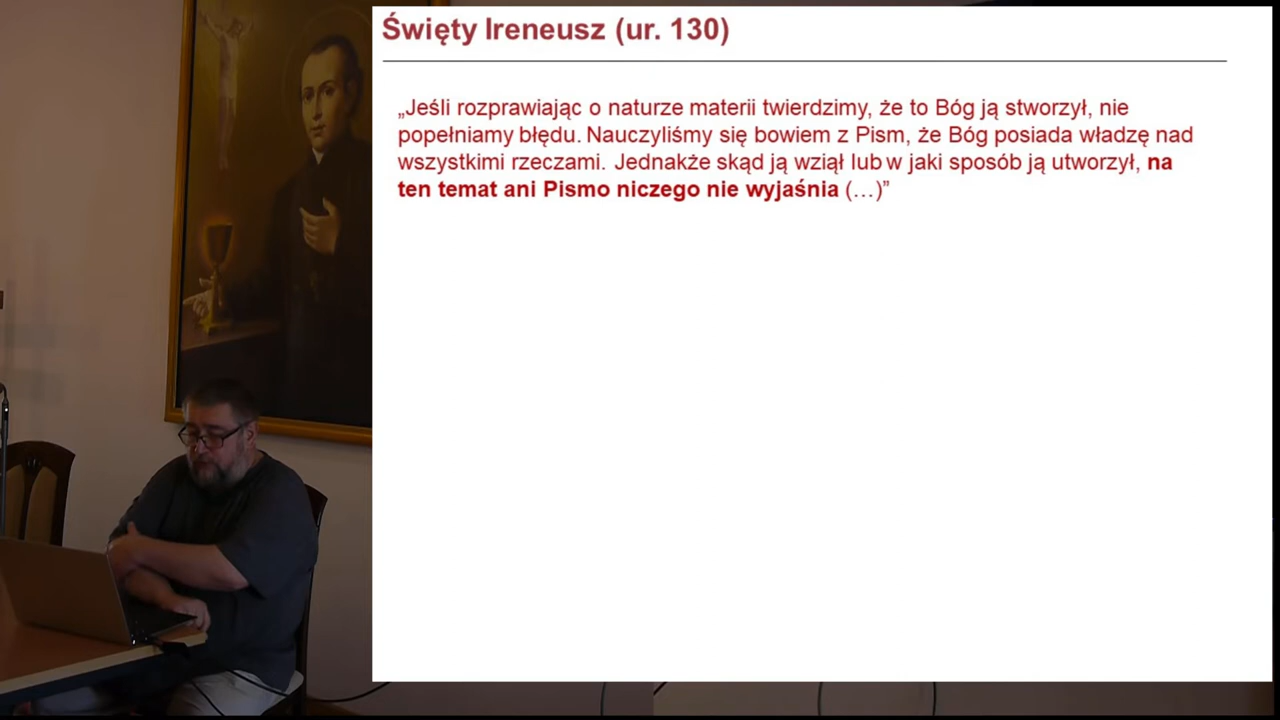 Święty Ireneusz (ur. 130)
„Jeśli rozprawiając o naturze materii twierdzimy, że to Bóg ją stworzył, nie
popełniamy błędu. Nauczyliśmy się bowiem z Pism, że Bóg posiada władzę nad
wszystkimi rzeczami. Jednakże skąd ją wziął lub w jaki sposób ją utworzył, na
ten temat ani Pismo niczego nie wyjaśnia (…)”